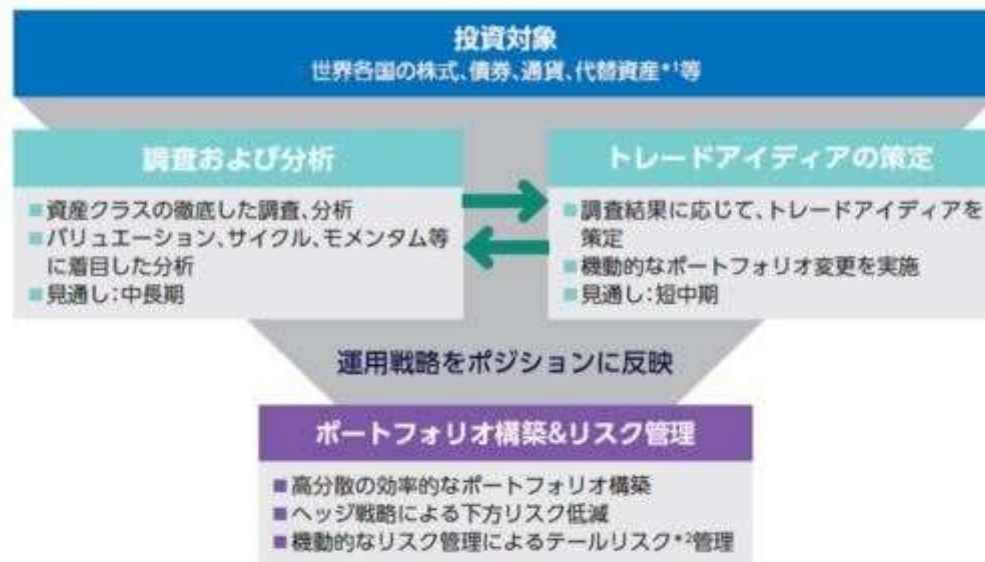 投資対象
世界各国の株式、債券、通貨、代替資産*1等
調査および分析
■資産クラスの徹底した調査、分析
■バリュエーション、サイクル、モメンタム等
に着目した分析
■見通し：中長期
トレードアイディアの策定
■調査結果に応じて、トレードアイディアを
策定
■機動的なポートフォリオ変更を実施
■見通し：短中期
運用戦略をポジションに反映
ポートフォリオ構築&リスク管理
■高分散の効率的なポートフォリオ構築
■ヘッジ戦略による下方リスク低減
■機動的なリスク管理によるテールリスク*2管理